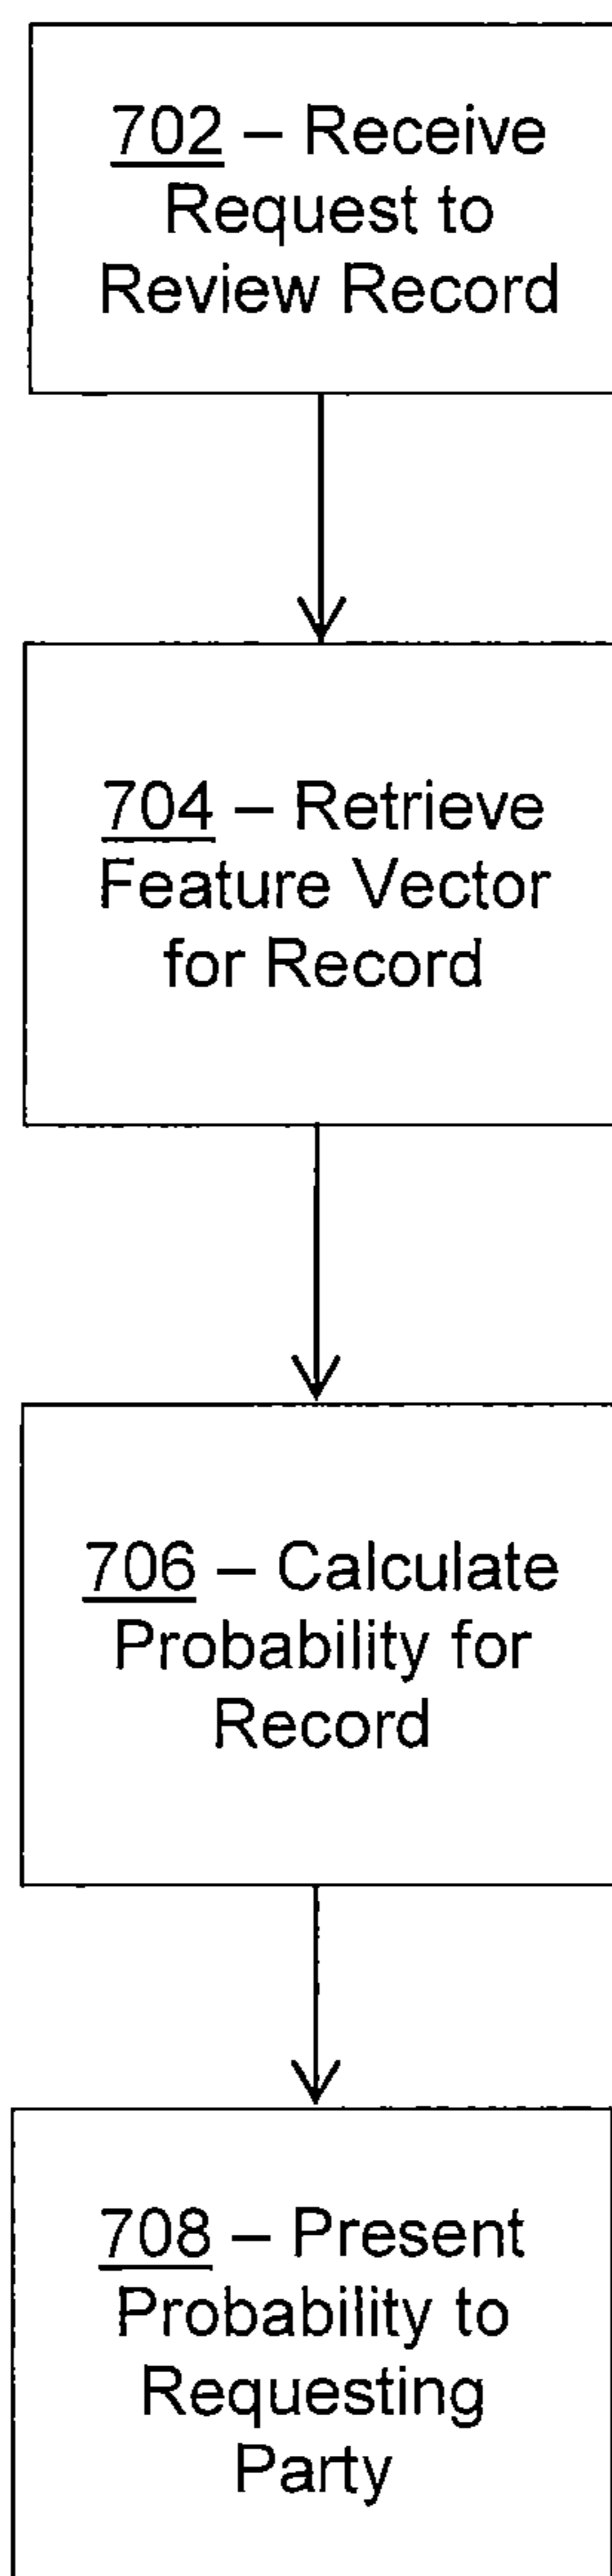 702 – Receive
Request to
Review Record
704 – Retrieve
Feature Vector
for Record
706 – Calculate
Probability for
Record
708 – Present
Probability to
Requesting
Party